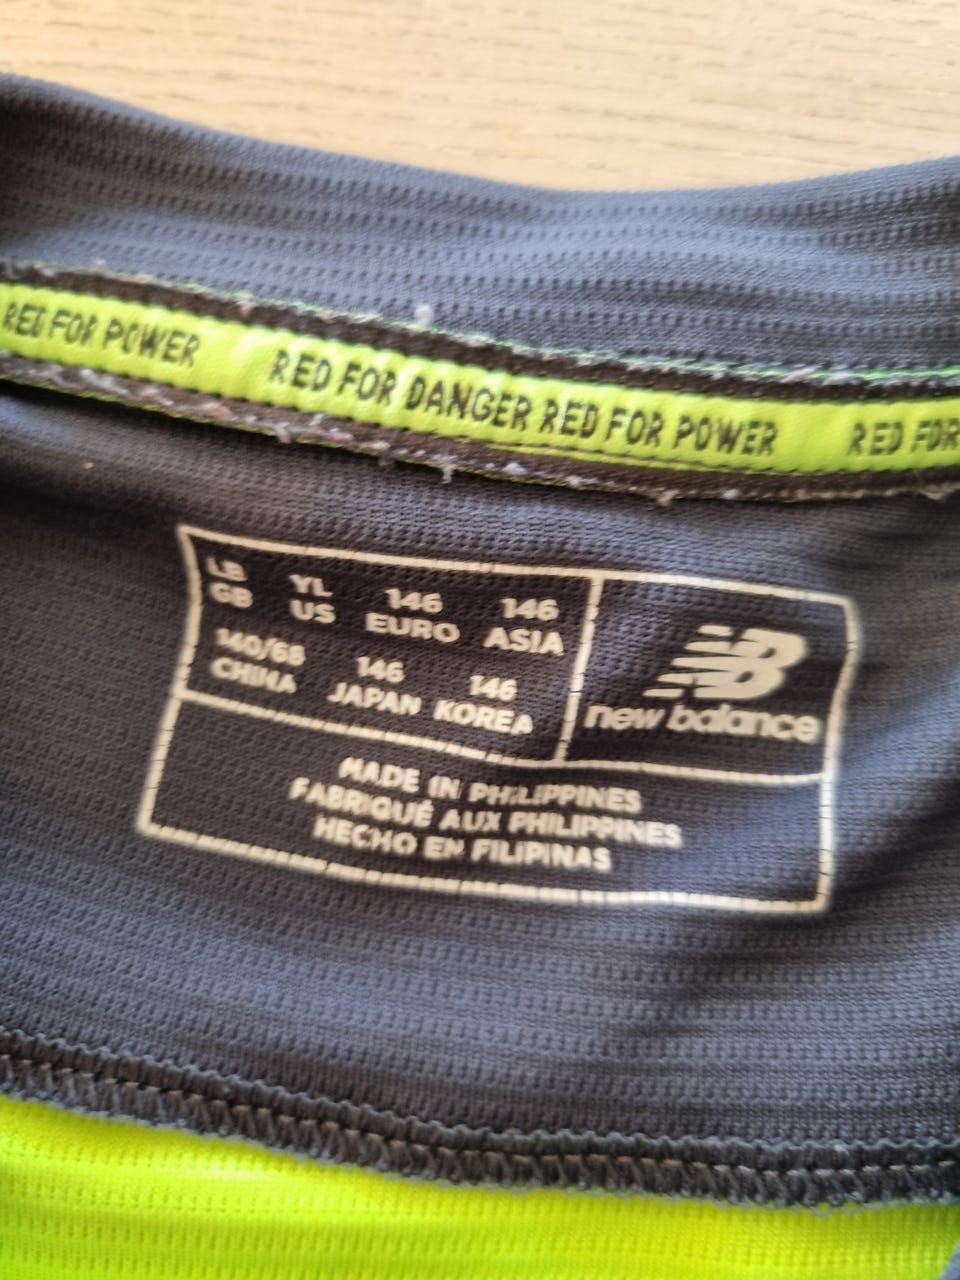 RED FOR POWER RED FOR DANGER RED FOR POWER RED FOR
LB YL 146 146
GB US EURO ASIA
140/68 146 146
CHINA JAPAN KOREA
NB
new balance
MADE IN PHILIPPINES
FABRIQUÉ AUX PHILIPPINES
HECHO EN FILIPINAS